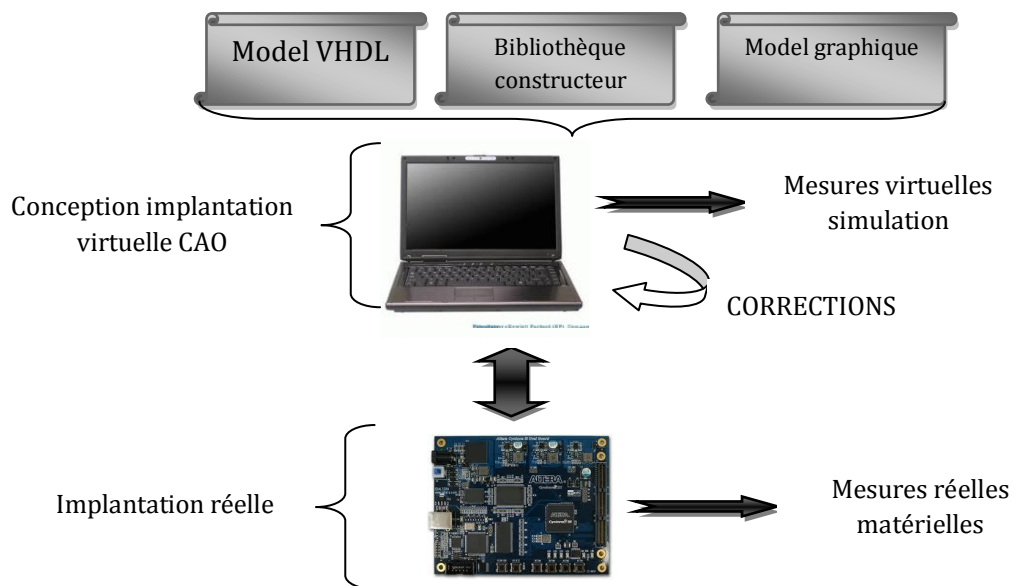 Model VHDL
Bibliothèque
constructeur
Model graphique
Conception implantation
virtuelle CAO
Mesures virtuelles
simulation
CORRECTIONS
Implantation réelle
ALTERA
Mesures réelles
matérielles